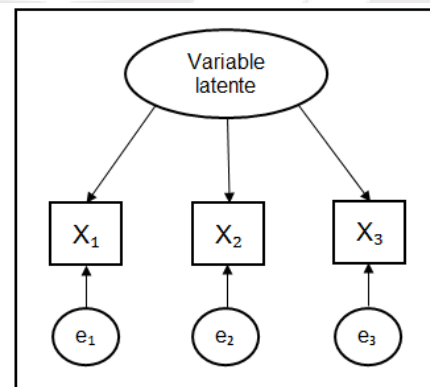 Variable
latente
X₁ X₂ X₃
e₁ e₂ e₃